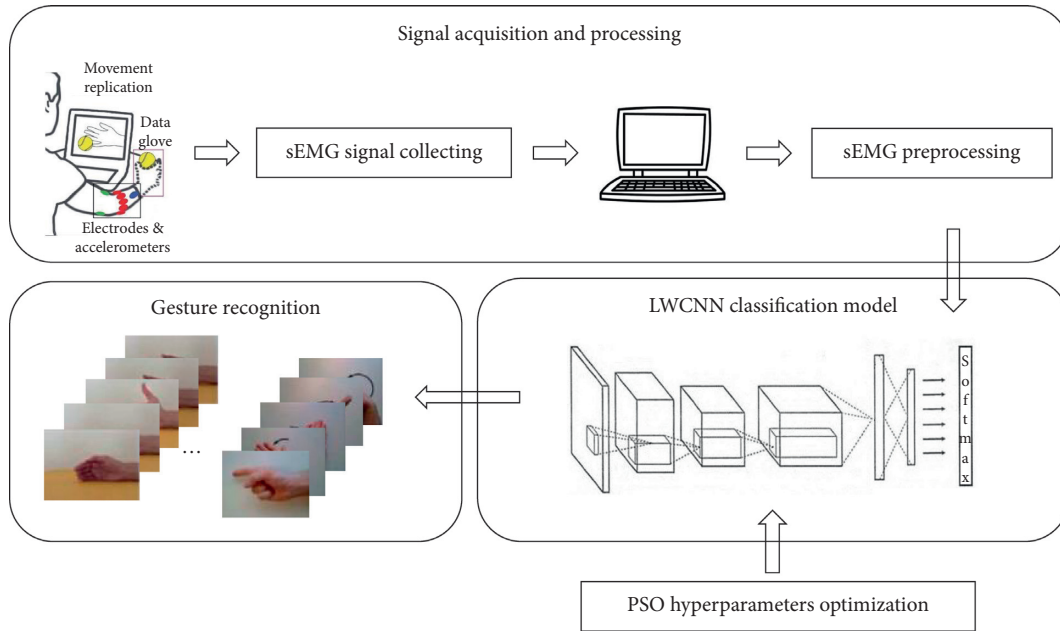 Signal acquisition and processing
Movement
replication
Data
glove
Electrodes &
accelerometers
sEMG signal collecting
sEMG preprocessing
Gesture recognition
...
LWCNN classification model
Softmax
PSO hyperparameters optimization